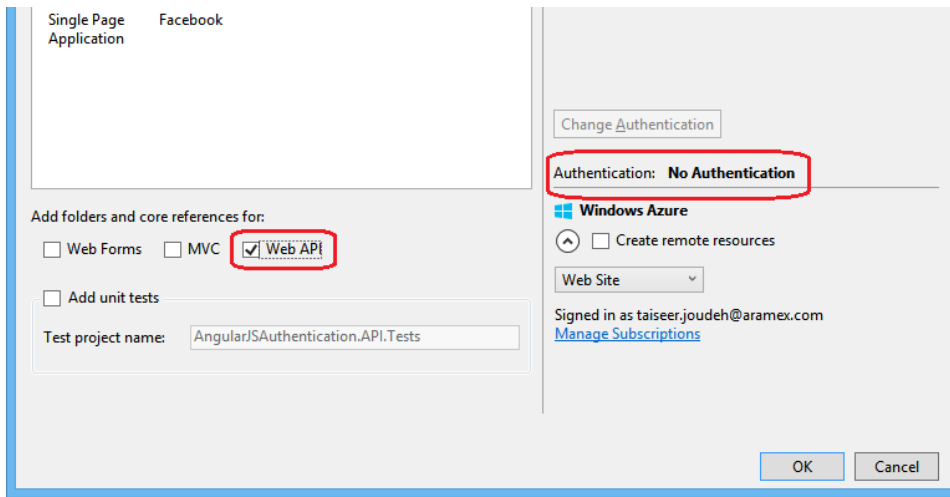 Single Page Facebook
Application
Change Authentication
Authentication: No Authentication
Add folders and core references for:
Web Forms MVC Web API
Windows Azure
Create remote resources
Web Site
Add unit tests
Test project name: AngularJSAuthentication.API.Tests
Signed in as taiseer.joudeh@aramex.com
Manage Subscriptions
OK Cancel